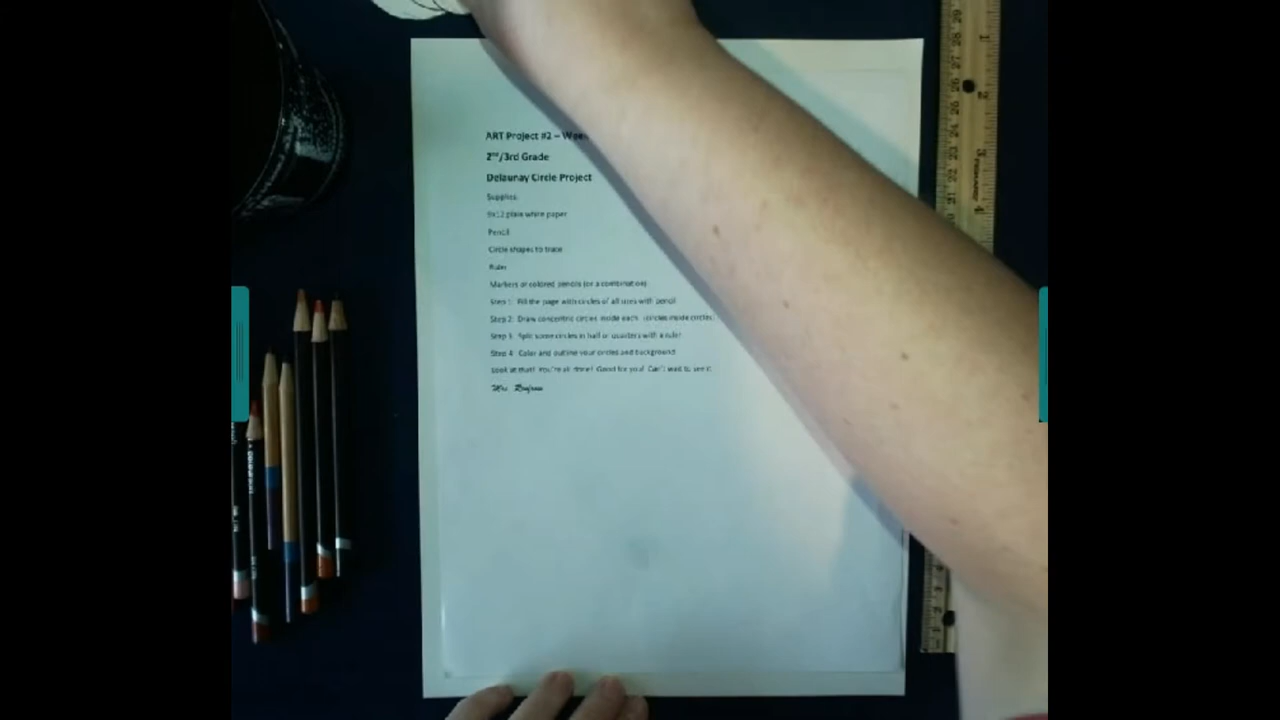 ART Project #2 – Week
2nd/3rd Grade
Delaunay Circle Project
Supplies:
9x12 plain white paper
Pencil
Circle shapes to trace
Ruler
Markers or colored pencils (or a combination)
Step 1: Fill the page with circles of all sizes with pencil
Step 2: Draw concentric circles inside each (circles inside circles)
Step 3: Split some circles in half or quarters with a ruler
Step 4: Color and outline your circles and background
Look at that! You're all done! Good for you! Can't wait to see it.
Mrs.